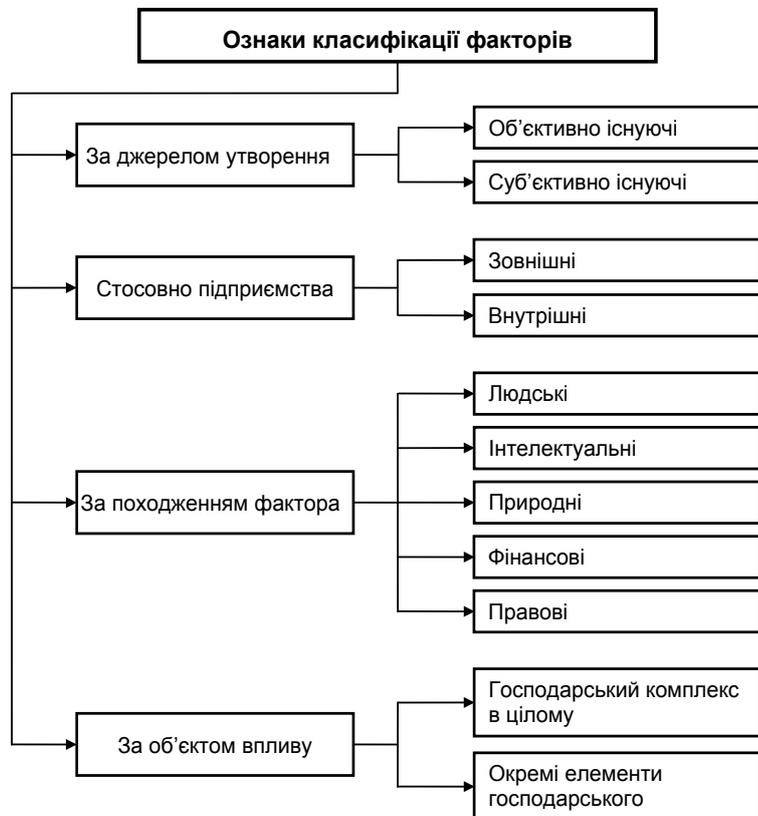 Ознаки класифікації факторів
За джерелом утворення
Об’єктивно існуючі
Суб’єктивно існуючі
Стосовно підприємства
Зовнішні
Внутрішні
За походженням фактора
Людські
Інтелектуальні
Природні
Фінансові
Правові
За об’єктом впливу
Господарський комплекс
в цілому
Окремі елементи
господарського